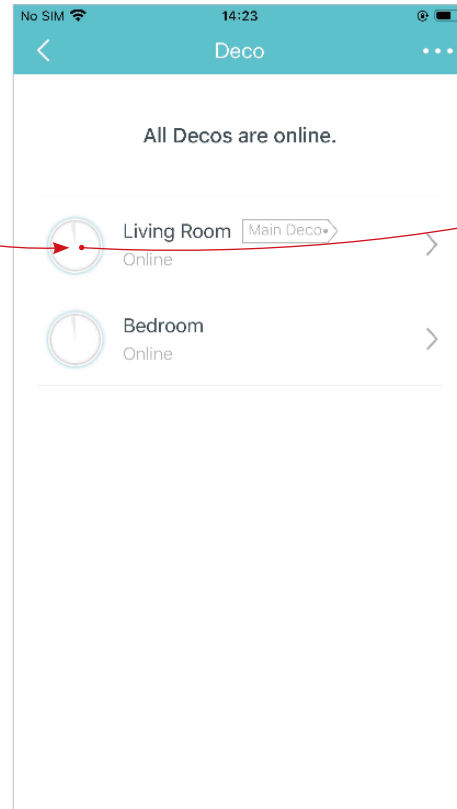 No SIM 14:23
Deco
All Decos are online.
Living Room Main Deco
Online
Bedroom
Online